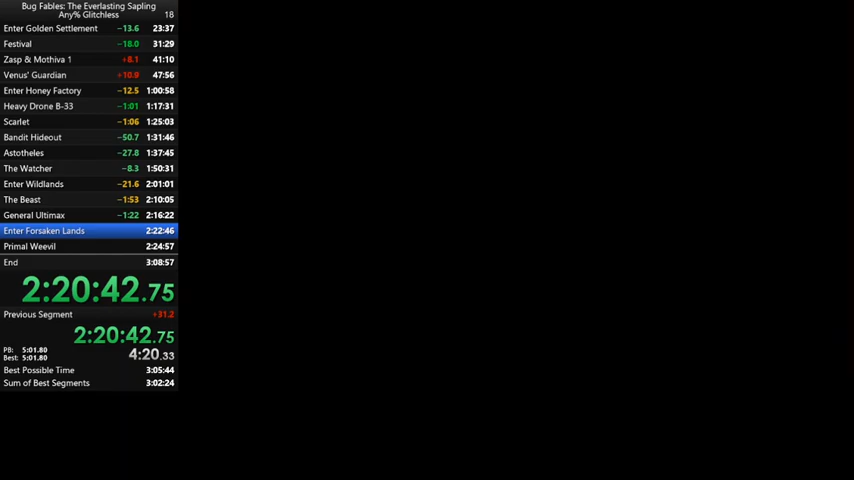 Bug Fables: The Everlasting Sapling
Any% Glitchless 18
Enter Golden Settlement −13.6 23:37
Festival −18.0 31:29
Zasp & Mothiva 1 +8.1 41:10
Venus' Guardian +10.9 47:56
Enter Honey Factory −12.5 1:00:58
Heavy Drone B-33 −1:01 1:17:31
Scarlet −1:06 1:25:03
Bandit Hideout −50.7 1:31:46
Astotheles −27.8 1:37:45
The Watcher −8.3 1:50:31
Enter Wildlands −21.6 2:01:01
The Beast −1:53 2:10:05
General Ultimax −1:22 2:16:22
Enter Forsaken Lands 2:22:46
Primal Weevil 2:24:57
End 3:08:57
2:20:42.75
Previous Segment +31.2
2:20:42.75
PB: 5:01.80
Best: 5:01.80 4:20.33
Best Possible Time 3:05:44
Sum of Best Segments 3:02:24